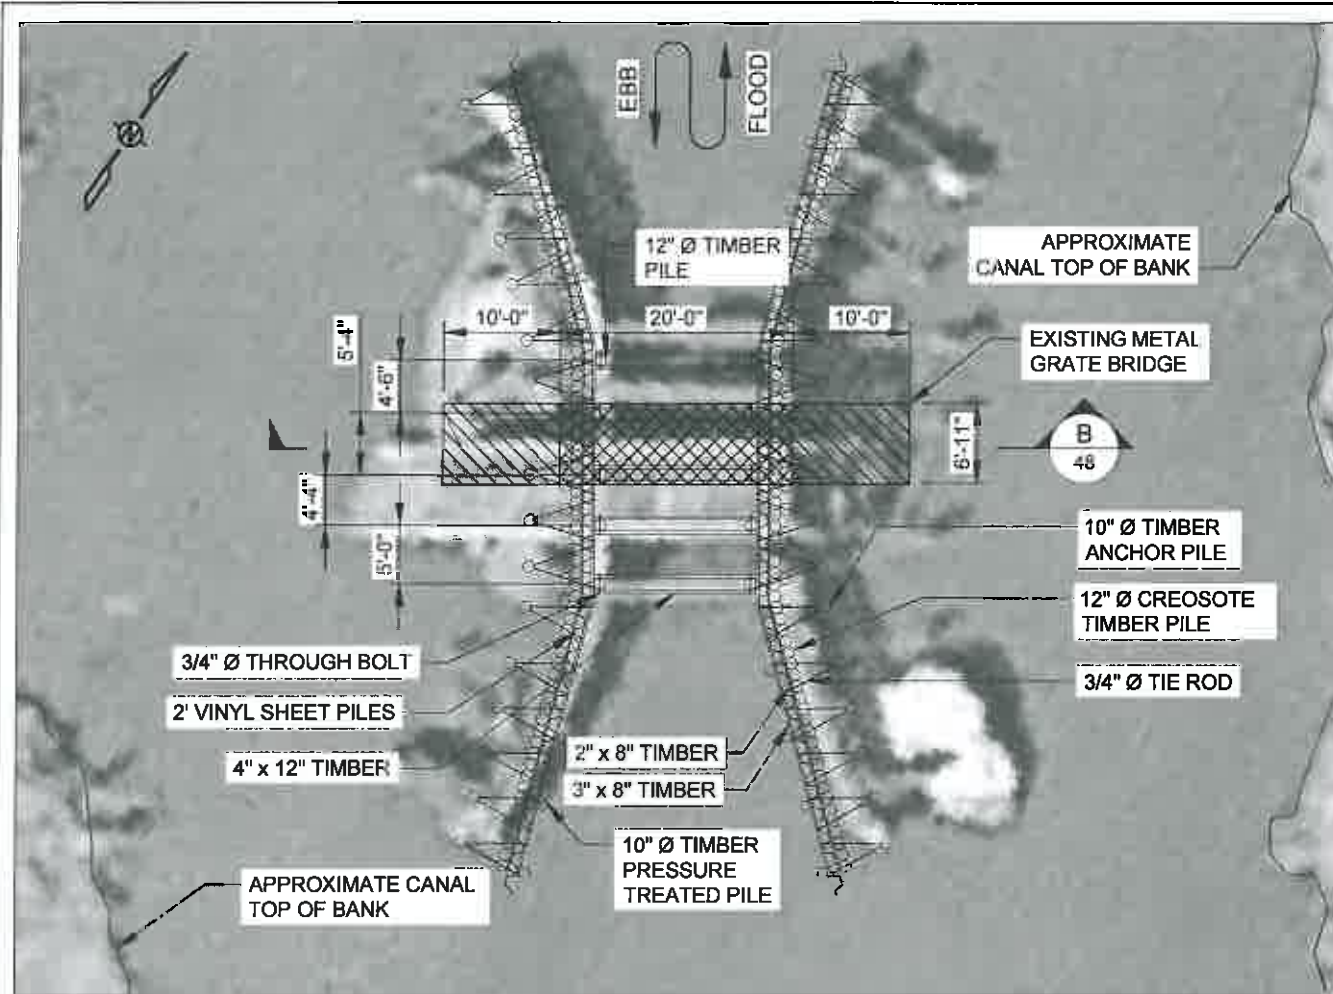 EBB
FLOOD
12" Ø TIMBER
PILE
APPROXIMATE
CANAL TOP OF BANK
10'-0"
20'-0"
10'-0"
5'-4"
4'-6"
EXISTING METAL
GRATE BRIDGE
6'-11"
B
48
4'-4"
5'-0"
10" Ø TIMBER
ANCHOR PILE
12" Ø CREOSOTE
TIMBER PILE
3/4" Ø THROUGH BOLT
3/4" Ø TIE ROD
2' VINYL SHEET PILES
4" x 12" TIMBER
2" x 8" TIMBER
3" x 8" TIMBER
10" Ø TIMBER
PRESSURE
TREATED PILE
APPROXIMATE CANAL
TOP OF BANK